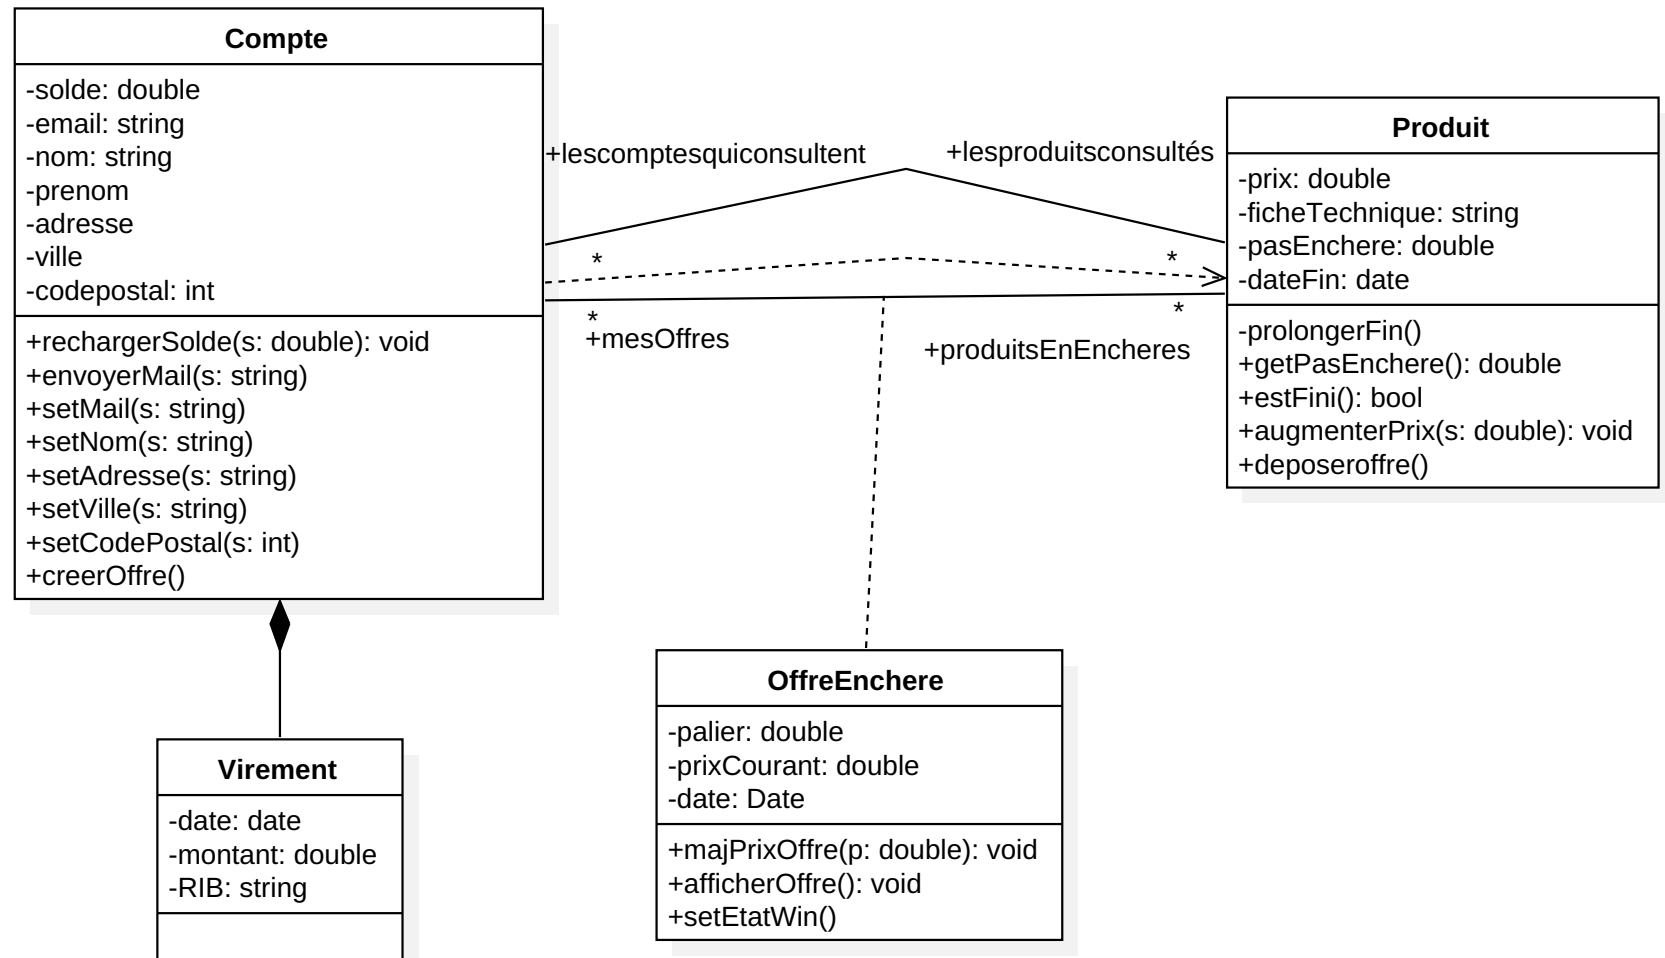 Compte
-solde: double
-email: string
-nom: string
-prenom
-adresse
-ville
-codepostal: int
+rechargerSolde(s: double): void
+envoyerMail(s: string)
+setMail(s: string)
+setNom(s: string)
+setAdresse(s: string)
+setVille(s: string)
+setCodePostal(s: int)
+creerOffre()
+lescomptesquiconsultent
+lesproduitsconsultés
*
*
*
*
+mesOffres
+produitsEnEncheres
Produit
-prix: double
-ficheTechnique: string
-pasEnchere: double
-dateFin: date
-prolongerFin()
+getPasEnchere(): double
+estFini(): bool
+augmenterPrix(s: double): void
+deposeroffre()
Virement
-date: date
-montant: double
-RIB: string
OffreEnchere
-palier: double
-prixCourant: double
-date: Date
+majPrixOffre(p: double): void
+afficherOffre(): void
+setEtatWin()